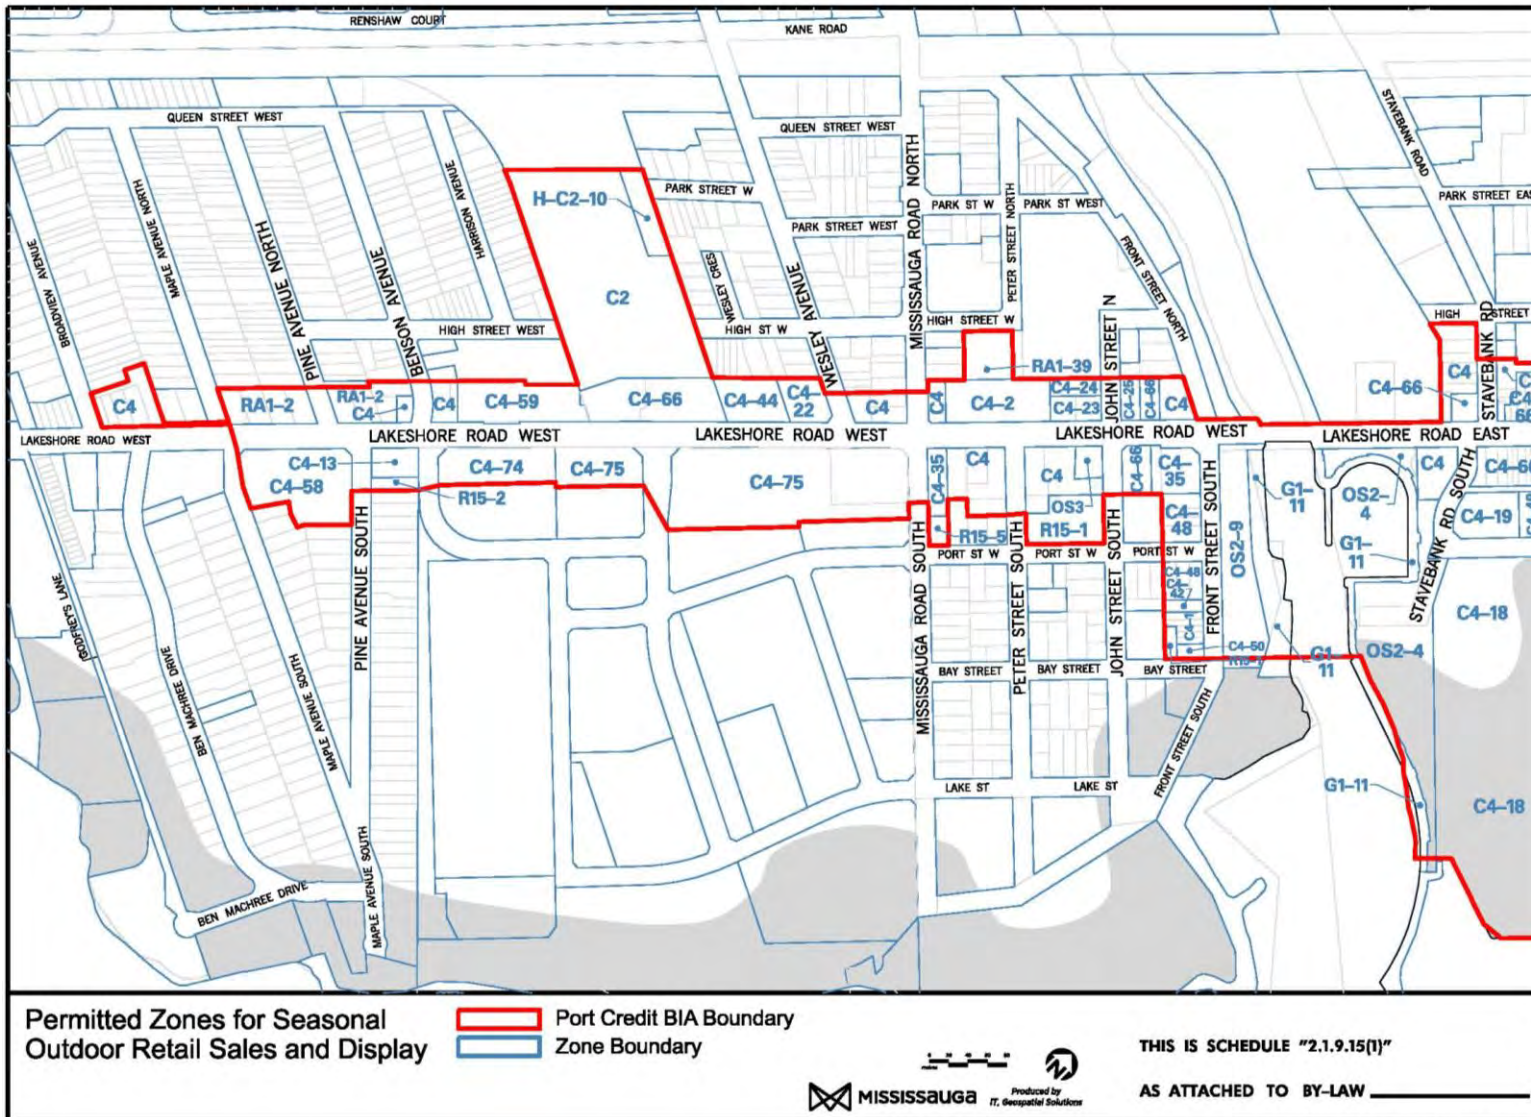 RENSHAW COURT
KANE ROAD
QUEEN STREET WEST
QUEEN STREET WEST
STAVEBANK ROAD
MISSISSAUGA ROAD NORTH
PARK STREET W
H-C2-10
PARK ST W
PARK ST WEST
PETER STREET NORTH
PARK STREET EAS
PARK STREET WEST
BROADVIEW AVENUE
MAPLE AVENUE NORTH
PINE AVENUE NORTH
BENSON AVENUE
HARRISON AVENUE
FRONT STREET NORTH
WESLEY CRES
WESLEY AVENUE
C2
HIGH STREET WEST
HIGH ST W
HIGH STREET W
JOHN STREET N
HIGH STREET
STAVEBANK RD
RA1-39
C4
RA1-2
RA1-2
C4
C4
C4-59
C4-66
C4-44
C4-22
C4
C4
C4-2
C4-24
C4-23
C4-25
C4-66
C4
C4-66
C4
C4
66
LAKESHORE ROAD WEST
LAKESHORE ROAD WEST
LAKESHORE ROAD WEST
LAKESHORE ROAD WEST
LAKESHORE ROAD EAST
C4-13
C4-58
R15-2
C4-74
C4-75
C4-75
C4-35
C4
C4
OS3
C4-66
C4-35
C4-48
G1-11
OS2-4
C4
C4-66
C4-19
R15-5
R15-1
PORT ST W
PORT ST W
PORT ST W
OS2-9
G1-11
STAVEBANK RD SOUTH
GODFREY'S LANE
BEN MACHREE DRIVE
MAPLE AVENUE SOUTH
PINE AVENUE SOUTH
MISSISSAUGA ROAD SOUTH
PETER STREET SOUTH
JOHN STREET SOUTH
FRONT STREET SOUTH
C4-48
C4-42
C4-1
C4-50
C4-18
OS2-4
G1-11
BAY STREET
BAY STREET
BAY STREET
FRONT STREET SOUTH
LAKE ST
LAKE ST
G1-11
C4-18
BEN MACHREE DRIVE
MAPLE AVENUE SOUTH
Permitted Zones for Seasonal
Outdoor Retail Sales and Display
Port Credit BIA Boundary
Zone Boundary
MISSISSAUGA
Produced by
IT, Geospatial Solutions
THIS IS SCHEDULE "2.1.9.15(1)"
AS ATTACHED TO BY-LAW